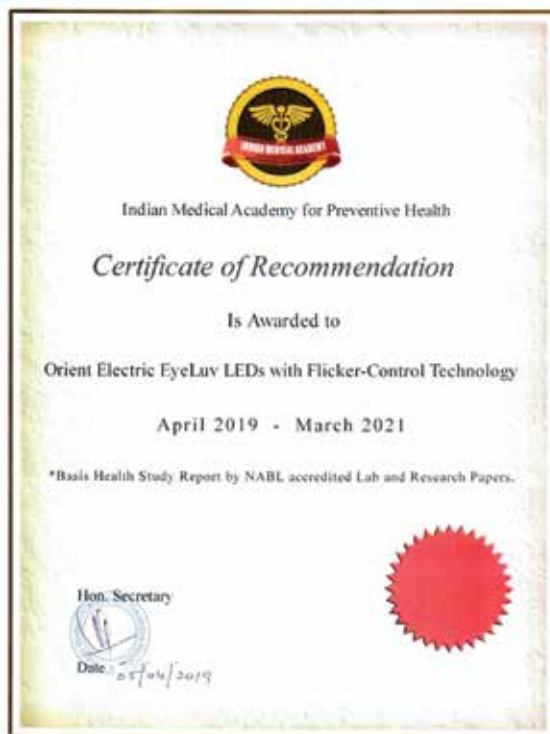 INDIAN MEDICAL ACADEMY
Indian Medical Academy for Preventive Health
Certificate of Recommendation
Is Awarded to
Orient Electric EyeLuv LEDs with Flicker-Control Technology
April 2019 - March 2021
*Basis Health Study Report by NABL accredited Lab and Research Papers.
Hon. Secretary
Date 05/04/2019